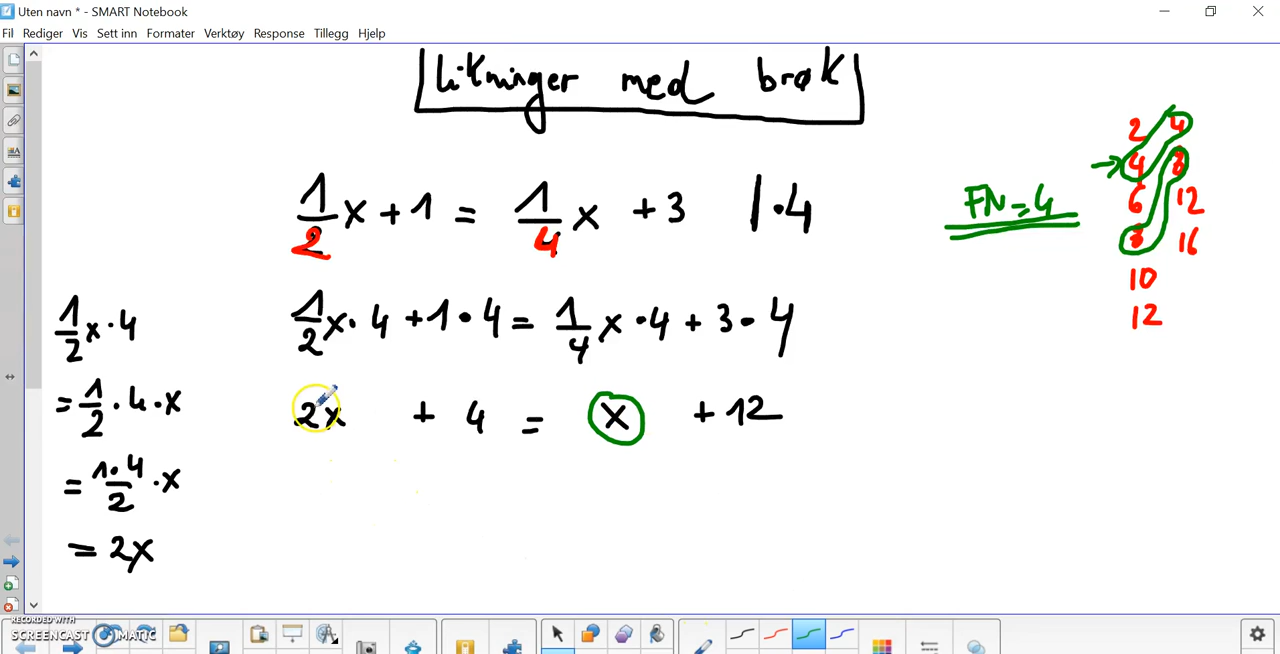 Uten navn * - SMART Notebook
Fil Rediger Vis Sett inn Formater Verktøy Response Tillegg Hjelp
Likninger med brøk
1/2 x + 1 = 1/4 x + 3 | · 4
FN = 4
2 4
4 8
6 12
8 16
10
12
1/2 x · 4 + 1 · 4 = 1/4 x · 4 + 3 · 4
2x + 4 = x + 12
1/2 x · 4
= 1/2 · 4 · x
= 1·4/2 · x
= 2x
RECORDED WITH
SCREENCAST MATIC